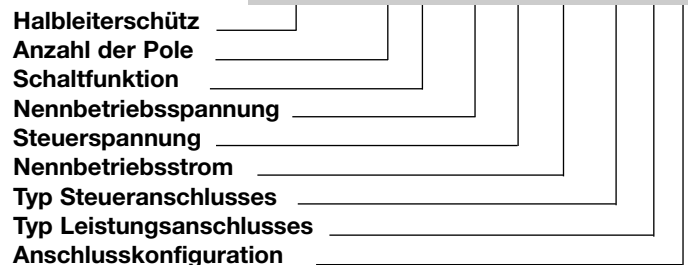 Halbleiterschütz
Anzahl der Pole
Schaltfunktion
Nennbetriebsspannung
Steuerspannung
Nennbetriebsstrom
Typ Steueranschlusses
Typ Leistungsanschlusses
Anschlusskonfiguration